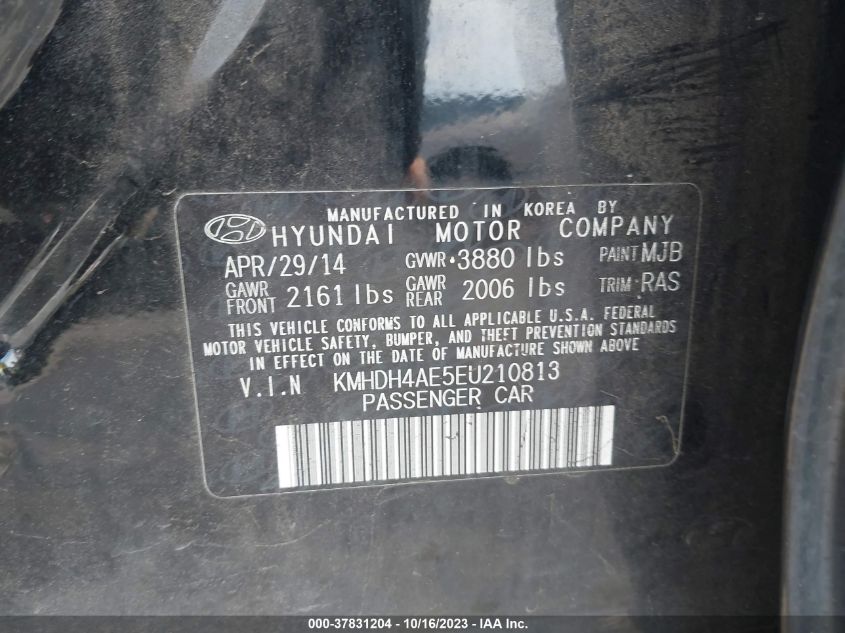 MANUFACTURED IN KOREA BY
HYUNDAI MOTOR COMPANY
APR/29/14 GVWR•3880 lbs PAINT MJB
GAWR FRONT 2161 lbs GAWR REAR 2006 lbs TRIM:RAS
THIS VEHICLE CONFORMS TO ALL APPLICABLE U.S.A. FEDERAL
MOTOR VEHICLE SAFETY, BUMPER, AND THEFT PREVENTION STANDARDS
IN EFFECT ON THE DATE OF MANUFACTURE SHOWN ABOVE
V.I.N KMHDH4AE5EU210813
PASSENGER CAR
000-37831204 - 10/16/2023 - IAA Inc.